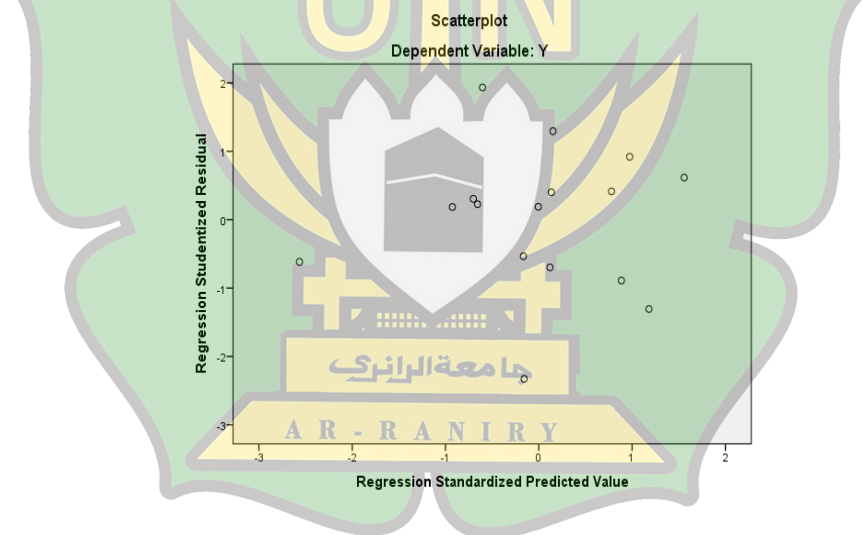 UIN
Scatterplot
Dependent Variable: Y
Regression Studentized Residual
2
1
0
-1
-2
-3
جامعةالرانري
AR-RANIRY
-3
-2
-1
0
1
2
Regression Standardized Predicted Value